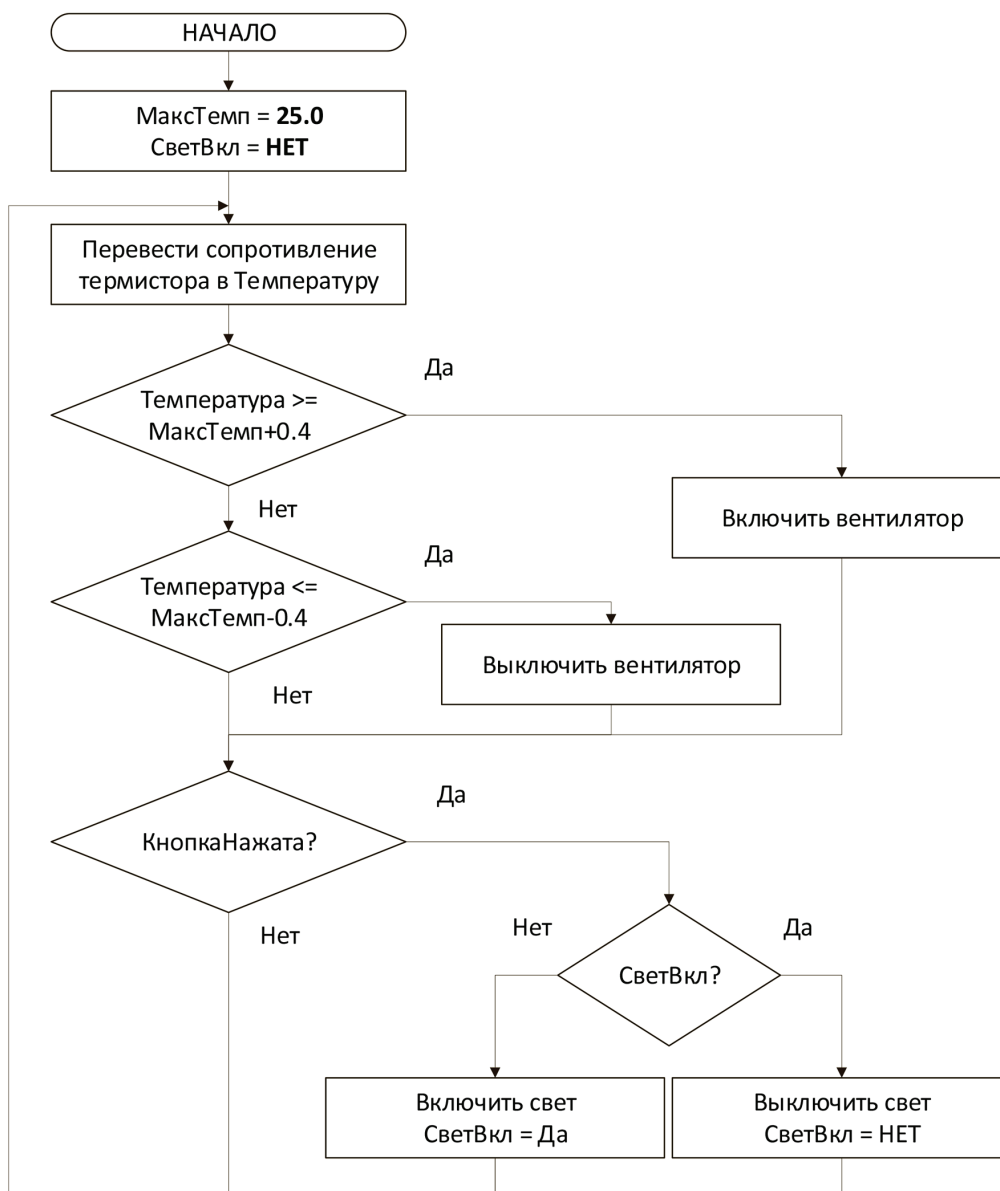 НАЧАЛО
МаксТемп = 25.0
СветВкл = НЕТ
Перевести сопротивление
термистора в Температуру
Да
Температура >=
МаксТемп+0.4
Нет
Включить вентилятор
Да
Температура <=
МаксТемп-0.4
Выключить вентилятор
Нет
Да
КнопкаНажата?
Нет
Нет
Да
СветВкл?
Включить свет
СветВкл = Да
Выключить свет
СветВкл = НЕТ